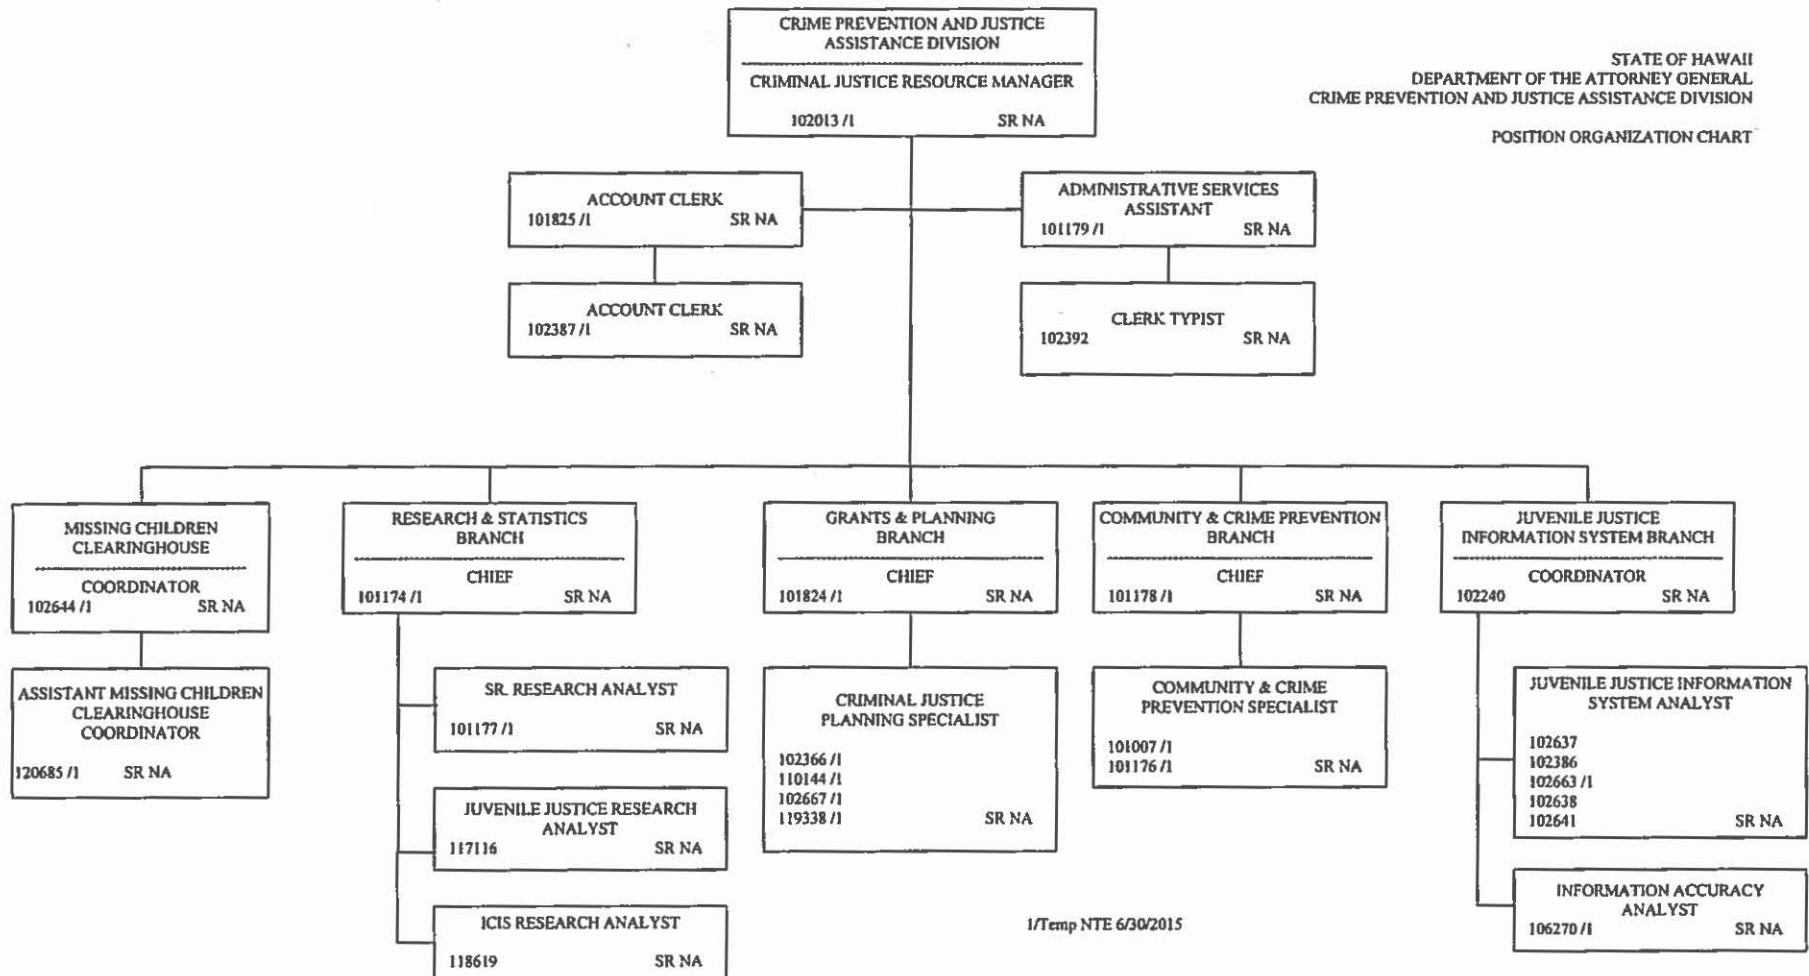 CRIME PREVENTION AND JUSTICE
ASSISTANCE DIVISION
CRIMINAL JUSTICE RESOURCE MANAGER
102013 /1 SR NA
STATE OF HAWAII
DEPARTMENT OF THE ATTORNEY GENERAL
CRIME PREVENTION AND JUSTICE ASSISTANCE DIVISION
POSITION ORGANIZATION CHART
ACCOUNT CLERK
101825 /1 SR NA
ADMINISTRATIVE SERVICES
ASSISTANT
101179 /1 SR NA
ACCOUNT CLERK
102387 /1 SR NA
CLERK TYPIST
102392 SR NA
MISSING CHILDREN
CLEARINGHOUSE
COORDINATOR
102644 /1 SR NA
RESEARCH & STATISTICS
BRANCH
CHIEF
101174 /1 SR NA
GRANTS & PLANNING
BRANCH
CHIEF
101824 /1 SR NA
COMMUNITY & CRIME PREVENTION
BRANCH
CHIEF
101178 /1 SR NA
JUVENILE JUSTICE
INFORMATION SYSTEM BRANCH
COORDINATOR
102240 SR NA
ASSISTANT MISSING CHILDREN
CLEARINGHOUSE
COORDINATOR
120685 /1 SR NA
SR. RESEARCH ANALYST
101177 /1 SR NA
JUVENILE JUSTICE RESEARCH
ANALYST
117116 SR NA
ICIS RESEARCH ANALYST
118619 SR NA
CRIMINAL JUSTICE
PLANNING SPECIALIST
102366 /1
110144 /1
102667 /1
119338 /1 SR NA
COMMUNITY & CRIME
PREVENTION SPECIALIST
101007 /1
101176 /1 SR NA
JUVENILE JUSTICE INFORMATION
SYSTEM ANALYST
102637
102386
102663 /1
102638
102641 SR NA
INFORMATION ACCURACY
ANALYST
106270 /1 SR NA
1/Temp NTE 6/30/2015